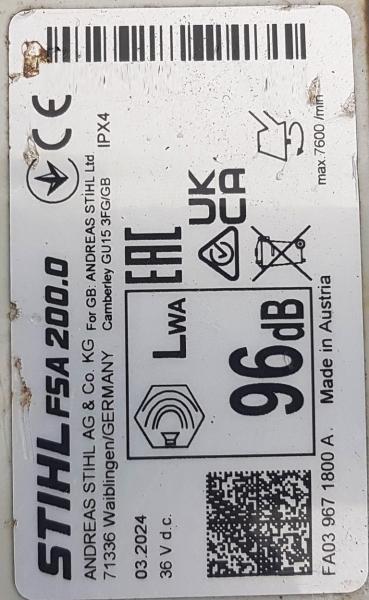 STIHL FSA 200.0
ANDREAS STIHL AG & Co. KG
71336 Waiblingen/GERMANY
For GB: ANDREAS STIHL Ltd
Camberley GU15 3FG/GB
IPX4
CE
03.2024
36 V d.c.
EAC
UK
CA
LWA
96dB
max.7600 /min
FA03 967 1800 A
Made in Austria